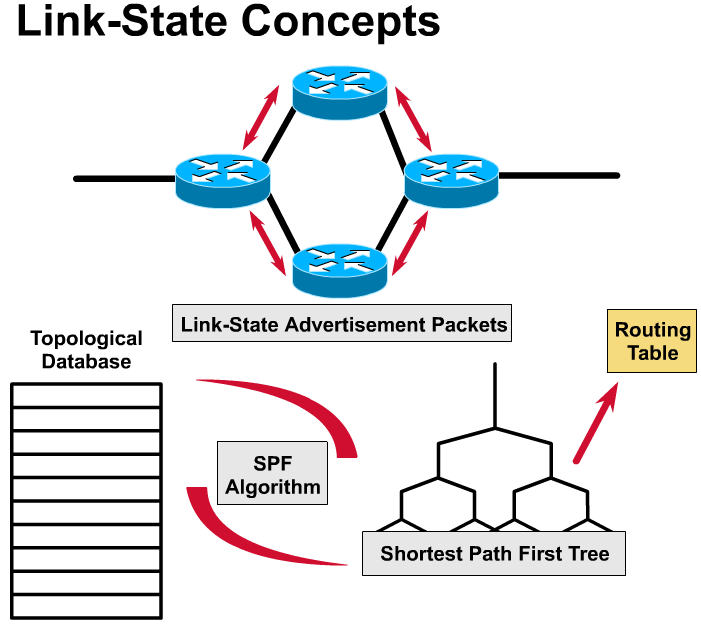 Link-State Concepts
Link-State Advertisement Packets
Topological
Database
Routing
Table
SPF
Algorithm
Shortest Path First Tree